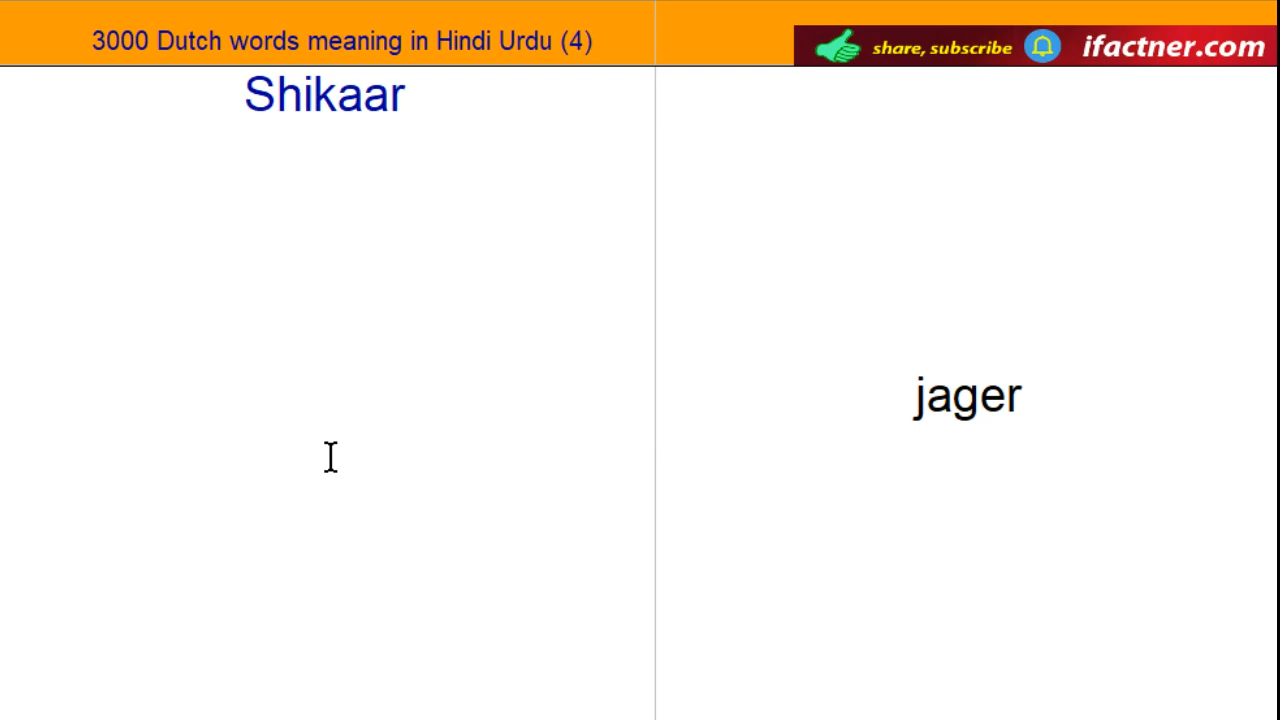 3000 Dutch words meaning in Hindi Urdu (4)
share, subscribe
ifactner.com
Shikaar
jager